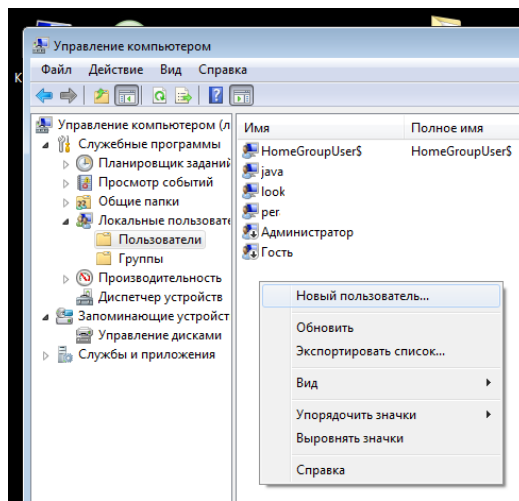 Управление компьютером
К
Файл Действие Вид Справка
Управление компьютером (л
Служебные программы
Планировщик заданий
Просмотр событий
Общие папки
Локальные пользовате
Пользователи
Группы
Производительность
Диспетчер устройств
Запоминающие устройст
Управление дисками
Службы и приложения
Имя Полное имя
HomeGroupUser$ HomeGroupUser$
java
look
per
Администратор
Гость
Новый пользователь...
Обновить
Экспортировать список...
Вид
Упорядочить значки
Выровнять значки
Справка